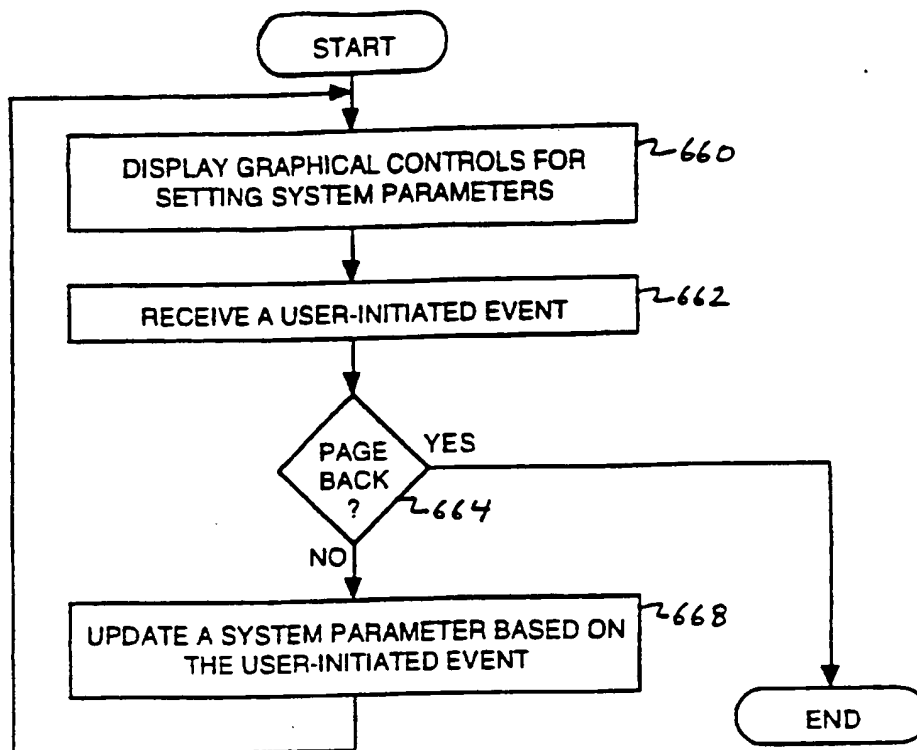 START
DISPLAY GRAPHICAL CONTROLS FOR
SETTING SYSTEM PARAMETERS
660
RECEIVE A USER-INITIATED EVENT
662
PAGE
BACK
?
664
YES
NO
UPDATE A SYSTEM PARAMETER BASED ON
THE USER-INITIATED EVENT
668
END